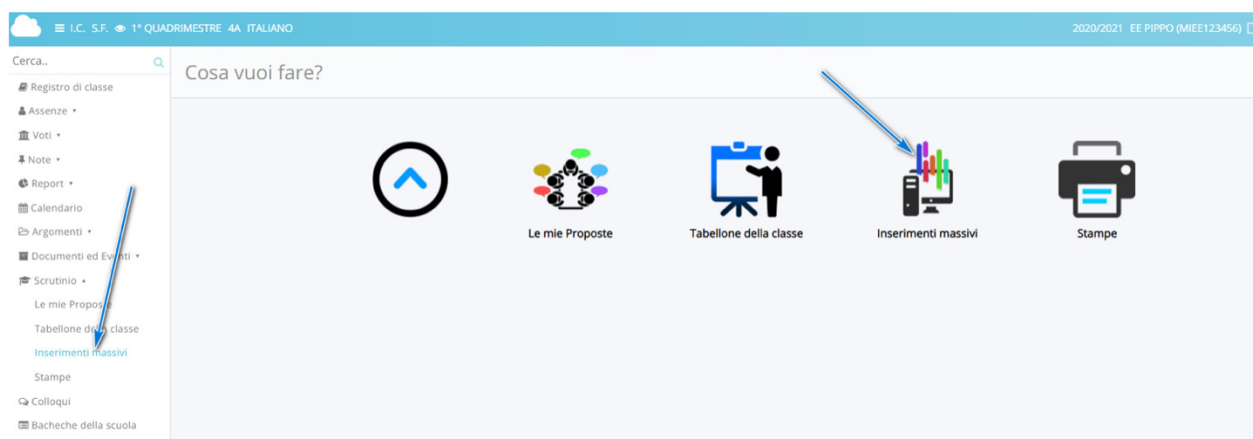 I.C. S.F. 1° QUADRIMESTRE 4A ITALIANO
2020/2021 EE PIPPO (MIEE123456)
Cerca..
Cosa vuoi fare?
Registro di classe
Assenze
Voti
Note
Report
Calendario
Argomenti
Documenti ed Eventi
Scrutinio
Le mie Proposte
Tabellone della classe
Inserimenti massivi
Stampe
Colloqui
Bacheche della scuola
Le mie Proposte
Tabellone della classe
Inserimenti massivi
Stampe